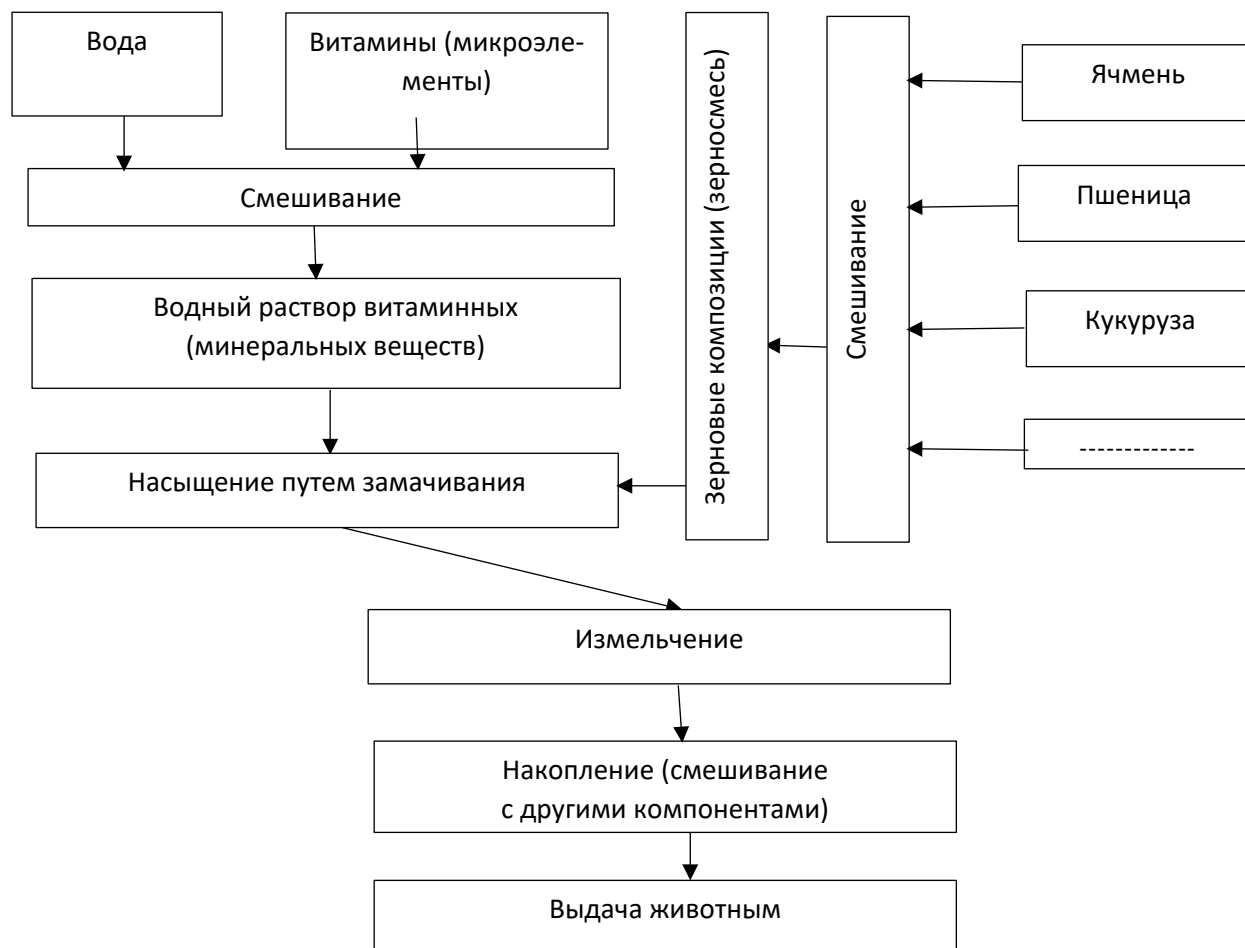 Вода
Витамины (микроэле-
менты)
Смешивание
Водный раствор витаминных
(минеральных веществ)
Насыщение путем замачивания
Зерновые композиции (зерносмесь)
Смешивание
Ячмень
Пшеница
Кукуруза
-------------
Измельчение
Накопление (смешивание
с другими компонентами)
Выдача животным